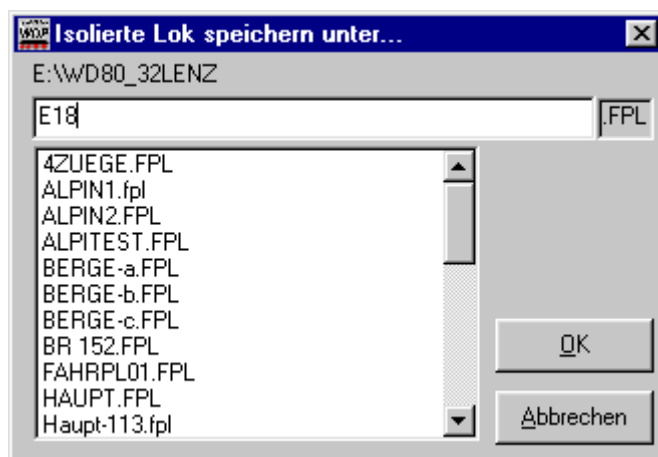 Isolierte Lok speichern unter...
E:\WD80_32LENZ
E18 .FPL
4ZUEGE.FPL
ALPIN1.fpl
ALPIN2.FPL
ALPITEST.FPL
BERGE-a.FPL
BERGE-b.FPL
BERGE-c.FPL
BR 152.FPL
FAHRPL01.FPL
HAUPT.FPL
Haupt-113.fpl
OK
Abbrechen